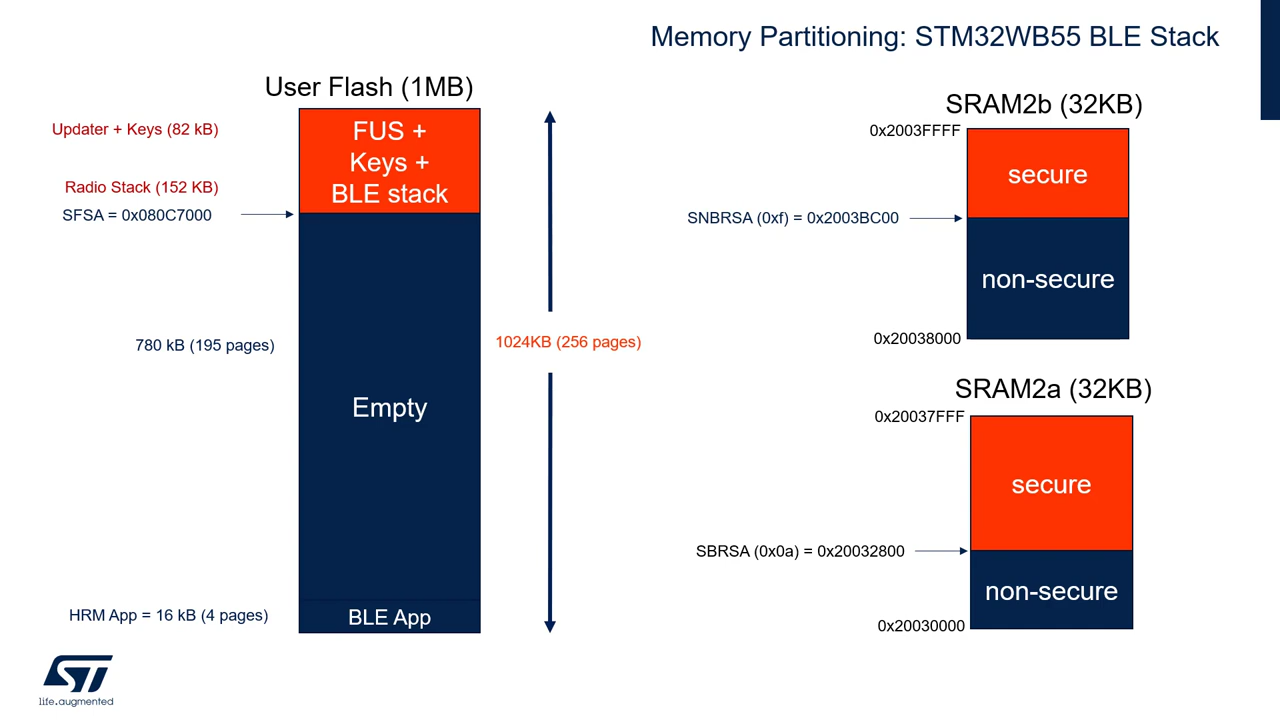 Memory Partitioning: STM32WB55 BLE Stack
User Flash (1MB)
Updater + Keys (82 kB)
Radio Stack (152 KB)
SFSA = 0x080C7000
FUS +
Keys +
BLE stack
780 kB (195 pages)
1024KB (256 pages)
Empty
HRM App = 16 kB (4 pages)
BLE App
SRAM2b (32KB)
0x2003FFFF
secure
SNBRSA (0xf) = 0x2003BC00
non-secure
0x20038000
SRAM2a (32KB)
0x20037FFF
secure
SBRSA (0x0a) = 0x20032800
non-secure
0x20030000
ST
life.augmented